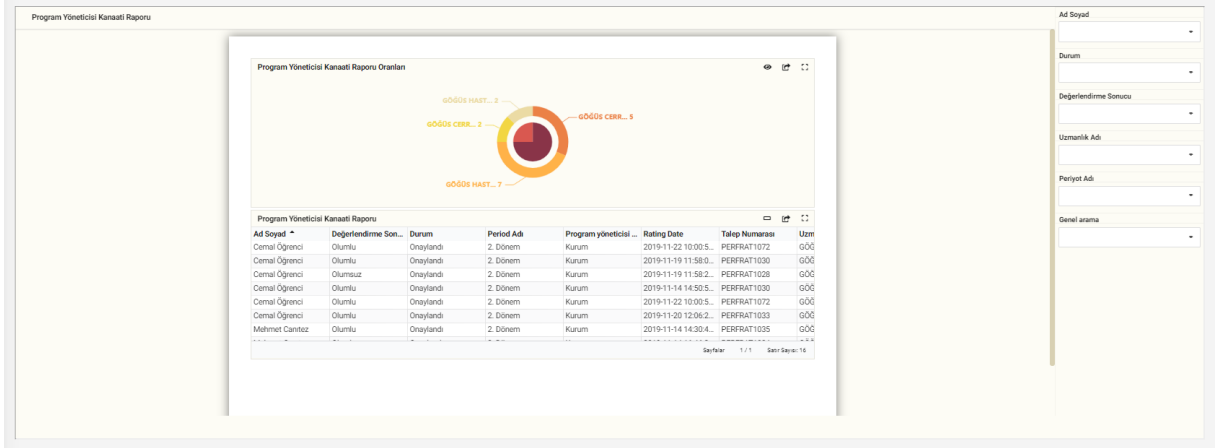 Program Yöneticisi Kanaati Raporu
Program Yöneticisi Kanaati Raporu Oranları
GÖĞÜS HAST... 2
GÖĞÜS CERR... 5
GÖĞÜS CERR... 2
GÖĞÜS HAST... 7
Program Yöneticisi Kanaati Raporu
Ad Soyad Değerlendirme Son... Durum Period Adı Program yöneticisi ... Rating Date Talep Numarası Uzm
Cemal Öğrenci Olumlu Onaylandı 2. Dönem Kurum 2019-11-22 10:00:5... PERFRAT1072 GÖĞ
Cemal Öğrenci Olumlu Onaylandı 2. Dönem Kurum 2019-11-19 11:58:0... PERFRAT1030 GÖĞ
Cemal Öğrenci Olumsuz Onaylandı 2. Dönem Kurum 2019-11-19 11:58:2... PERFRAT1028 GÖĞ
Cemal Öğrenci Olumlu Onaylandı 2. Dönem Kurum 2019-11-14 14:50:5... PERFRAT1030 GÖĞ
Cemal Öğrenci Olumlu Onaylandı 2. Dönem Kurum 2019-11-22 10:00:5... PERFRAT1072 GÖĞ
Cemal Öğrenci Olumlu Onaylandı 2. Dönem Kurum 2019-11-20 12:06:2... PERFRAT1033 GÖĞ
Mehmet Canıtez Olumlu Onaylandı 2. Dönem Kurum 2019-11-14 14:30:4... PERFRAT1035 GÖĞ
Sayfalar 1 / 1 Satır Sayısı: 16
Ad Soyad
Durum
Değerlendirme Sonucu
Uzmanlık Adı
Periyot Adı
Genel arama